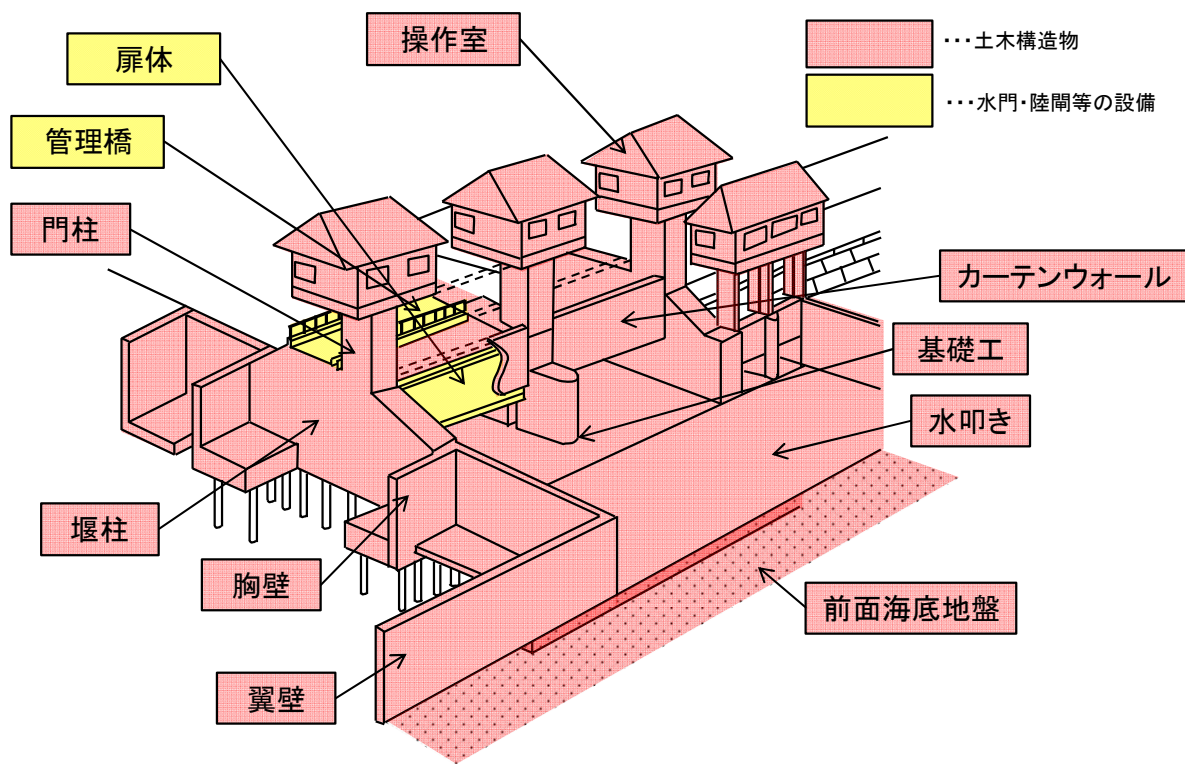 操作室
･･･土木構造物
扉体
･･･水門･陸閘等の設備
管理橋
門柱
カーテンウォール
基礎工
水叩き
堰柱
胸壁
前面海底地盤
翼壁